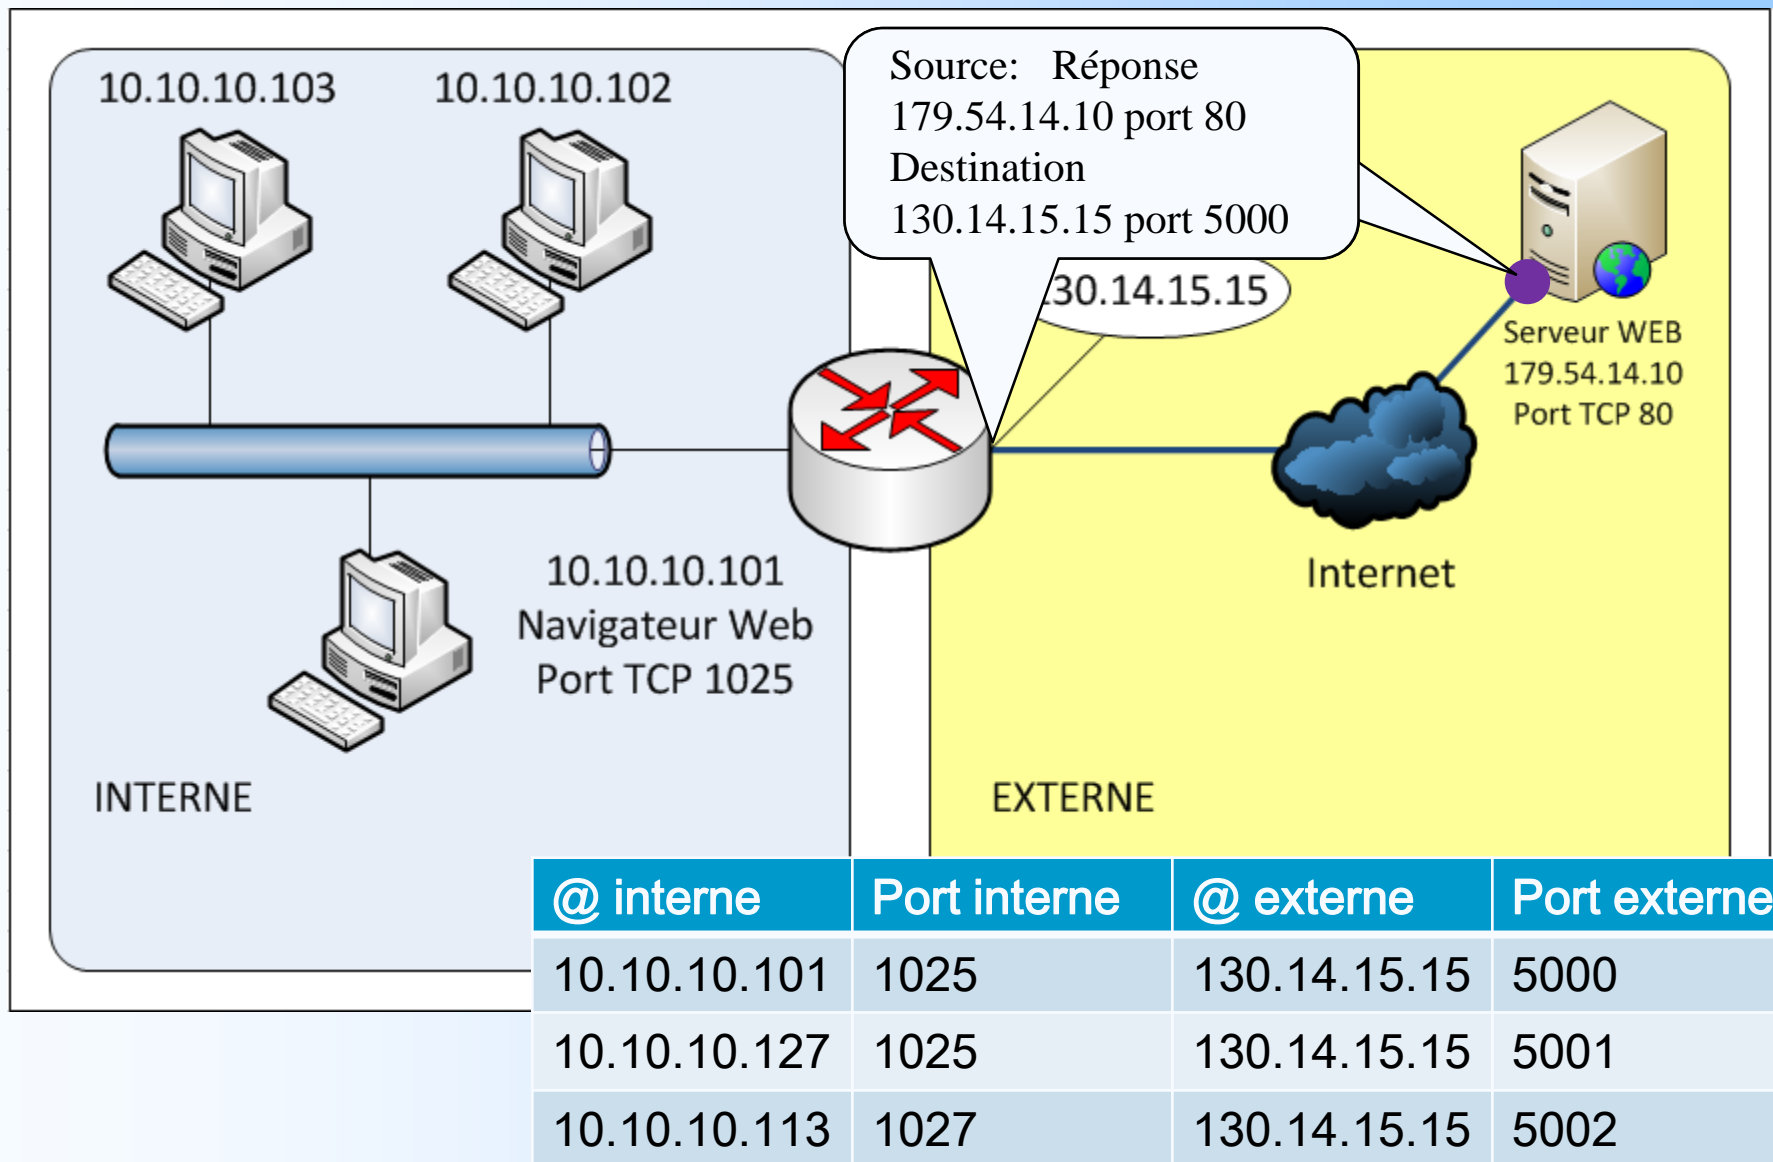 10.10.10.103
10.10.10.102
Source: Réponse
179.54.14.10 port 80
Destination
130.14.15.15 port 5000
30.14.15.15
Serveur WEB
179.54.14.10
Port TCP 80
Internet
10.10.10.101
Navigateur Web
Port TCP 1025
INTERNE
EXTERNE
@ interne Port interne @ externe Port externe
10.10.10.101 1025 130.14.15.15 5000
10.10.10.127 1025 130.14.15.15 5001
10.10.10.113 1027 130.14.15.15 5002